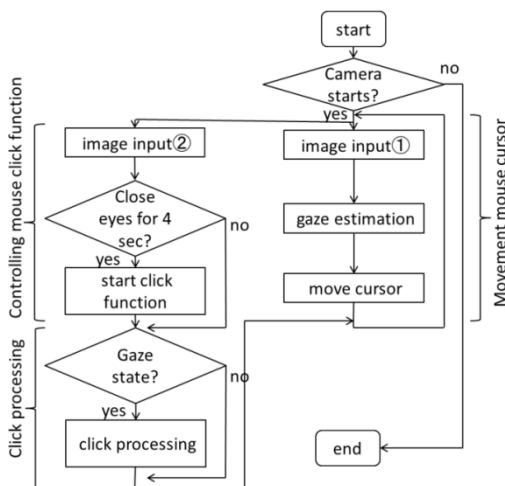 start
Camera
starts?
no
yes
image input②
image input①
Close
eyes for 4
sec?
no
gaze estimation
yes
start click
function
move cursor
Gaze
state?
no
yes
click processing
end
Controlling mouse click function
Click processing
Movement mouse cursor